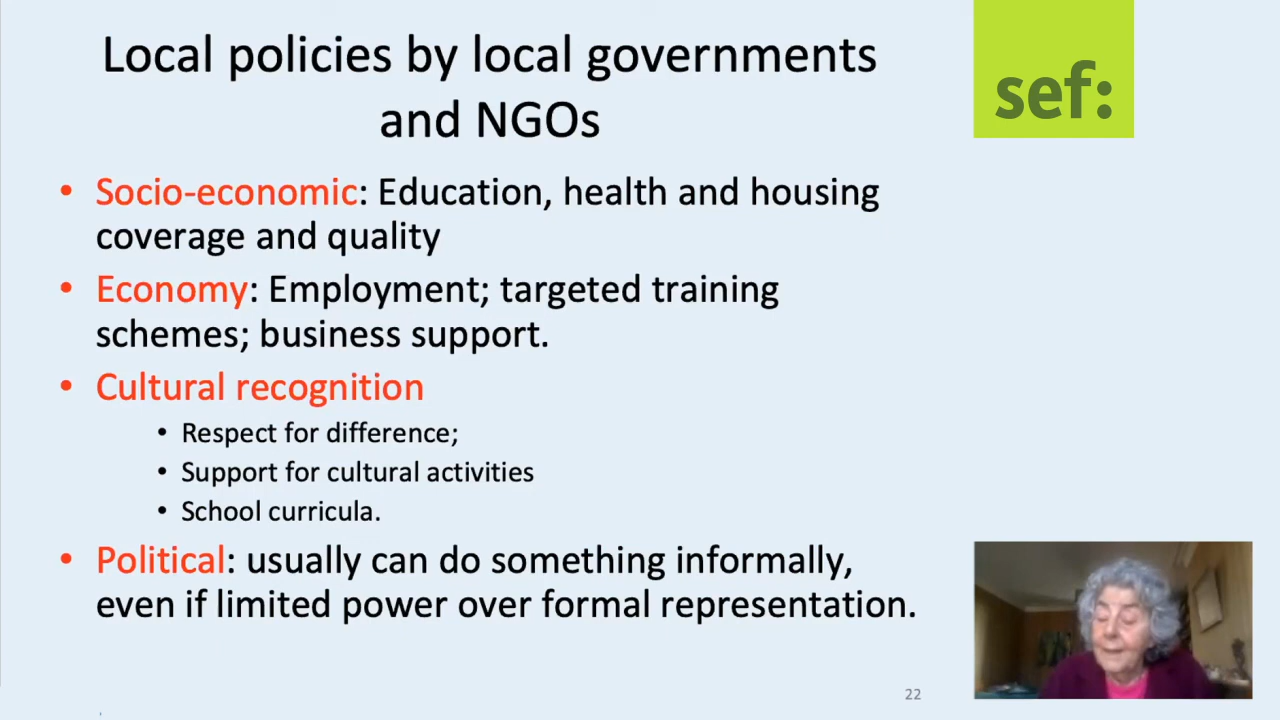 Local policies by local governments
and NGOs
sef:
• Socio-economic: Education, health and housing
coverage and quality
• Economy: Employment; targeted training
schemes; business support.
• Cultural recognition
• Respect for difference;
• Support for cultural activities
• School curricula.
• Political: usually can do something informally,
even if limited power over formal representation.
22